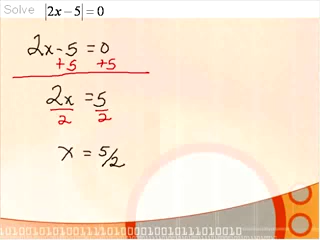 Solve |2x-5|=0
2x-5=0
+5 +5
2x = 5
2 2
x = 5/2